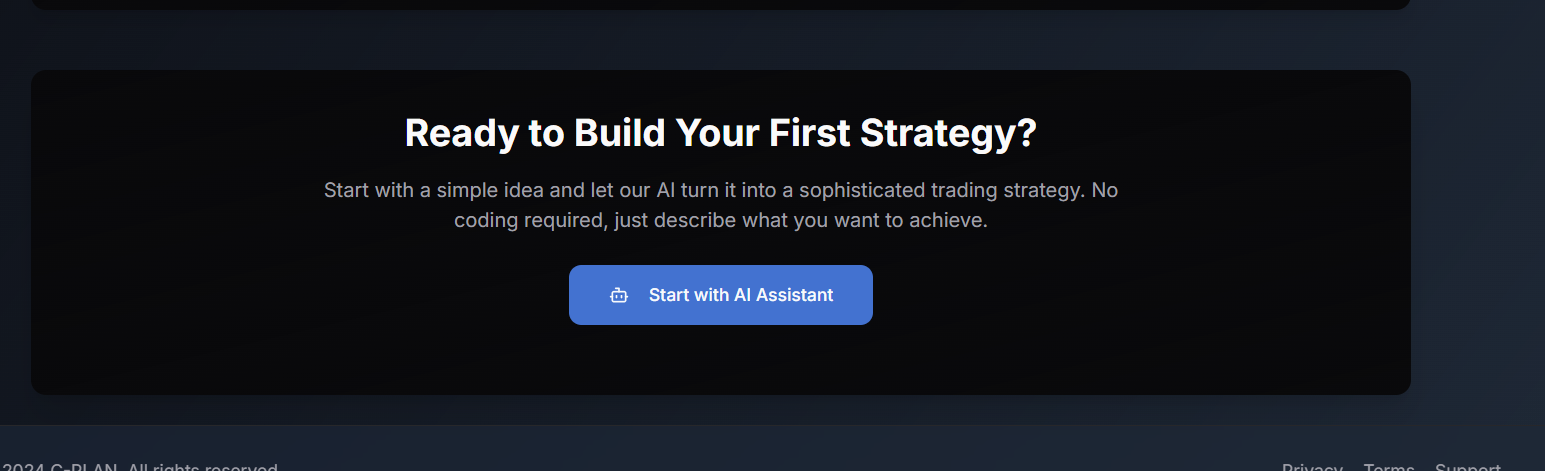 Ready to Build Your First Strategy?
Start with a simple idea and let our AI turn it into a sophisticated trading strategy. No
coding required, just describe what you want to achieve.
Start with AI Assistant
2024 C-PLAN. All rights reserved.
Privacy Terms Support